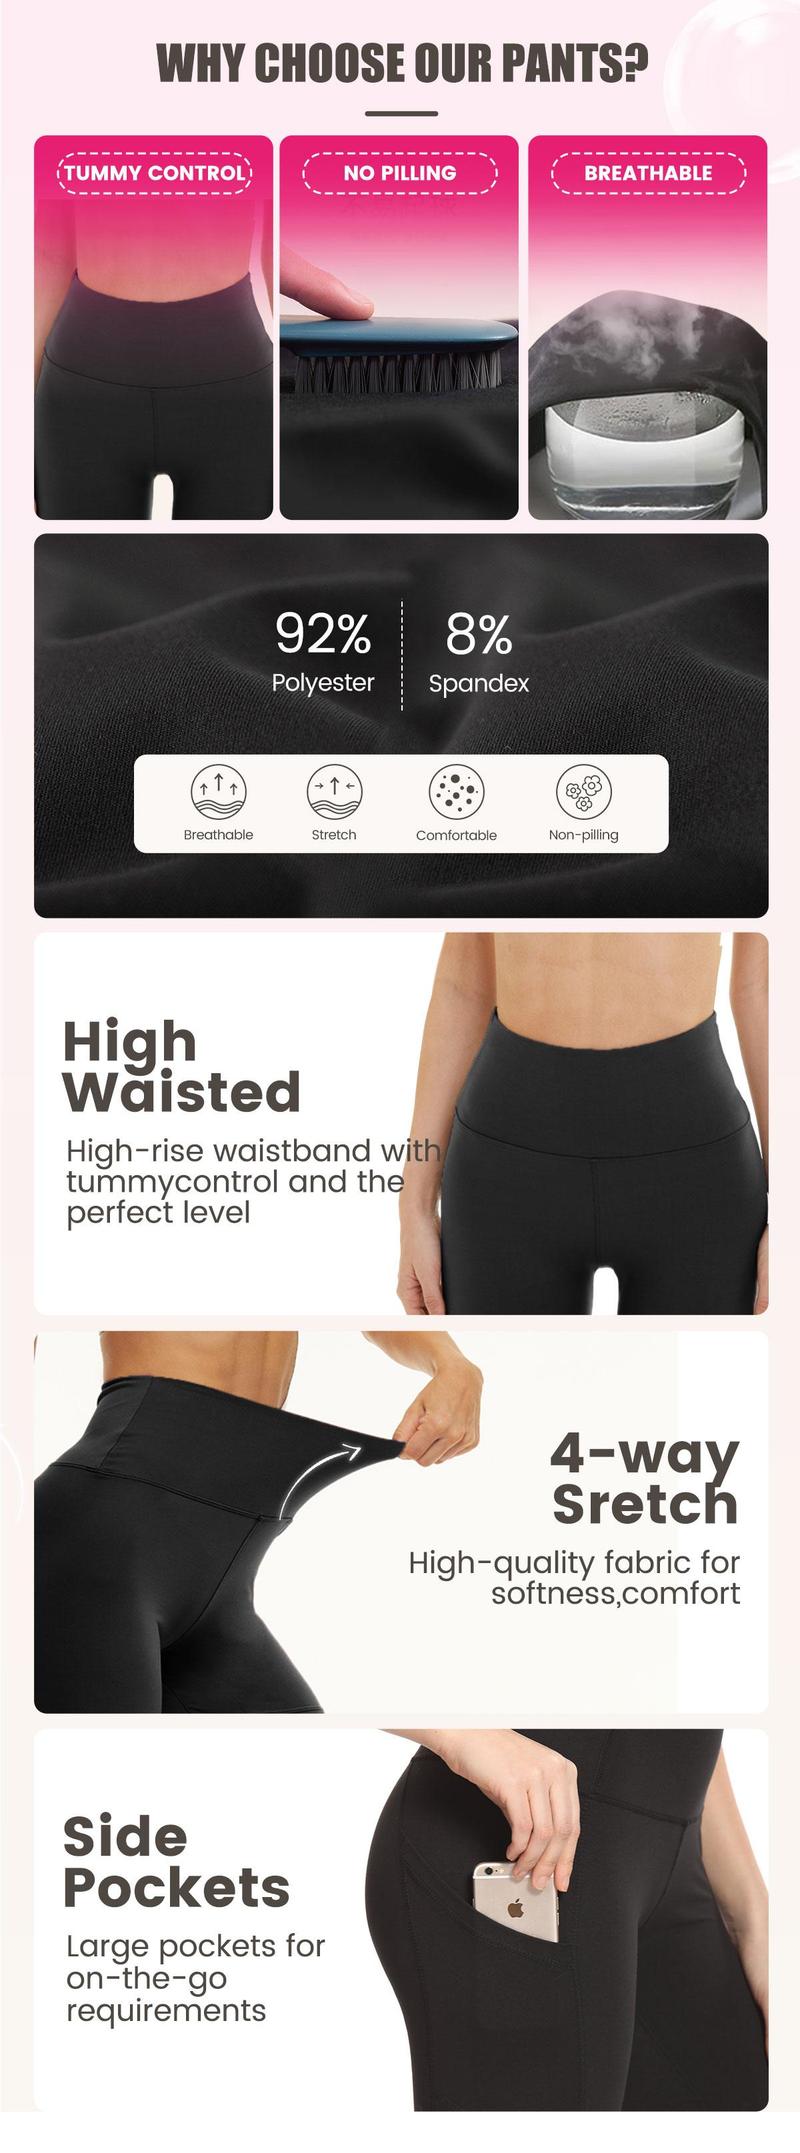 WHY CHOOSE OUR PANTS?
TUMMY CONTROL
NO PILLING
BREATHABLE
92%
8%
Polyester
Spandex
Breathable
Stretch
Comfortable
Non-pilling
High
Waisted
High-rise waistband with
tummycontrol and the
perfect level
4-way
Sretch
High-quality fabric for
softness,comfort
Side
Pockets
Large pockets for
on-the-go
requirements